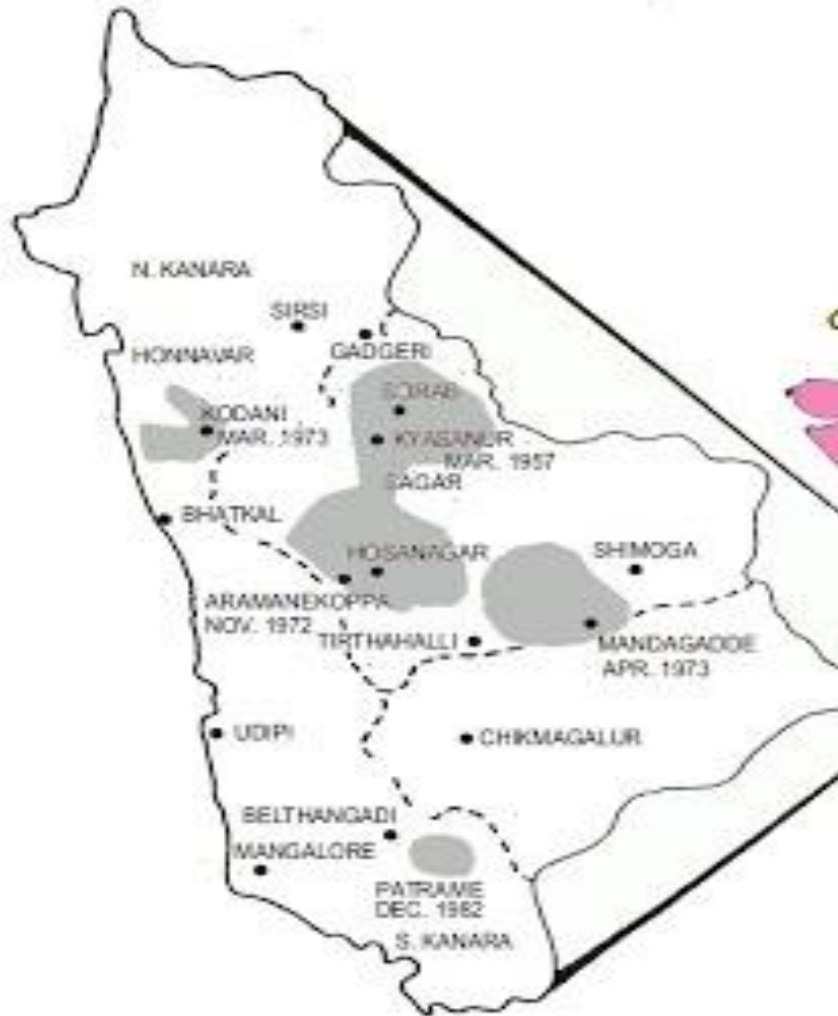 N. KANARA
SIRSI
HONNAVAR
GADGERI
SORAB
KODANI
MAR. 1973
KYASANUR
MAR. 1957
SAGAR
BHATKAL
HOSANAGAR
SHIMOGA
ARAMANEKOPPA
NOV. 1972
TIRTHAHALLI
MANDAGADDE
APR. 1973
UDIPI
CHIKMAGALUR
BELTHANGADI
MANGALORE
PATRAME
DEC. 1982
S. KANARA